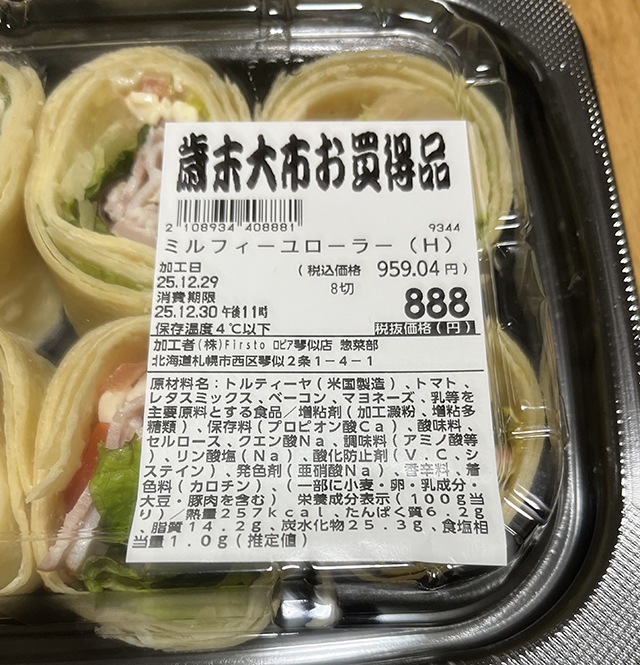 歳末大市お買得品
2 108934 408881
9344
ミルフィーユローラー(H)
加工日
(税込価格 959.04円)
25.12.29
8切
消費期限
888
25.12.30 午後11時
保存温度4℃以下
税抜価格(円)
加工者(株)Firsto ロピア琴似店 惣菜部
北海道札幌市西区琴似2条1-4-1
原材料名:トルティーヤ(米国製造)、トマト、
レタスミックス、ベーコン、マヨネーズ、乳等を
主要原料とする食品/増粘剤(加工澱粉、増粘多
糖類)、保存料(プロピオン酸Ca)、酸味料、
セルロース、クエン酸Na、調味料(アミノ酸等
)、リン酸塩(Na)、酸化防止剤(V.C、シ
ステイン)、発色剤(亜硝酸Na)、香辛料、着
色料(カロチン)、(一部に小麦・卵・乳成分・
大豆・豚肉を含む) 栄養成分表示(100g当
り)/熱量257kcal、たんぱく質6.2g
、脂質14.2g、炭水化物25.3g、食塩相
当量1.0g(推定値)